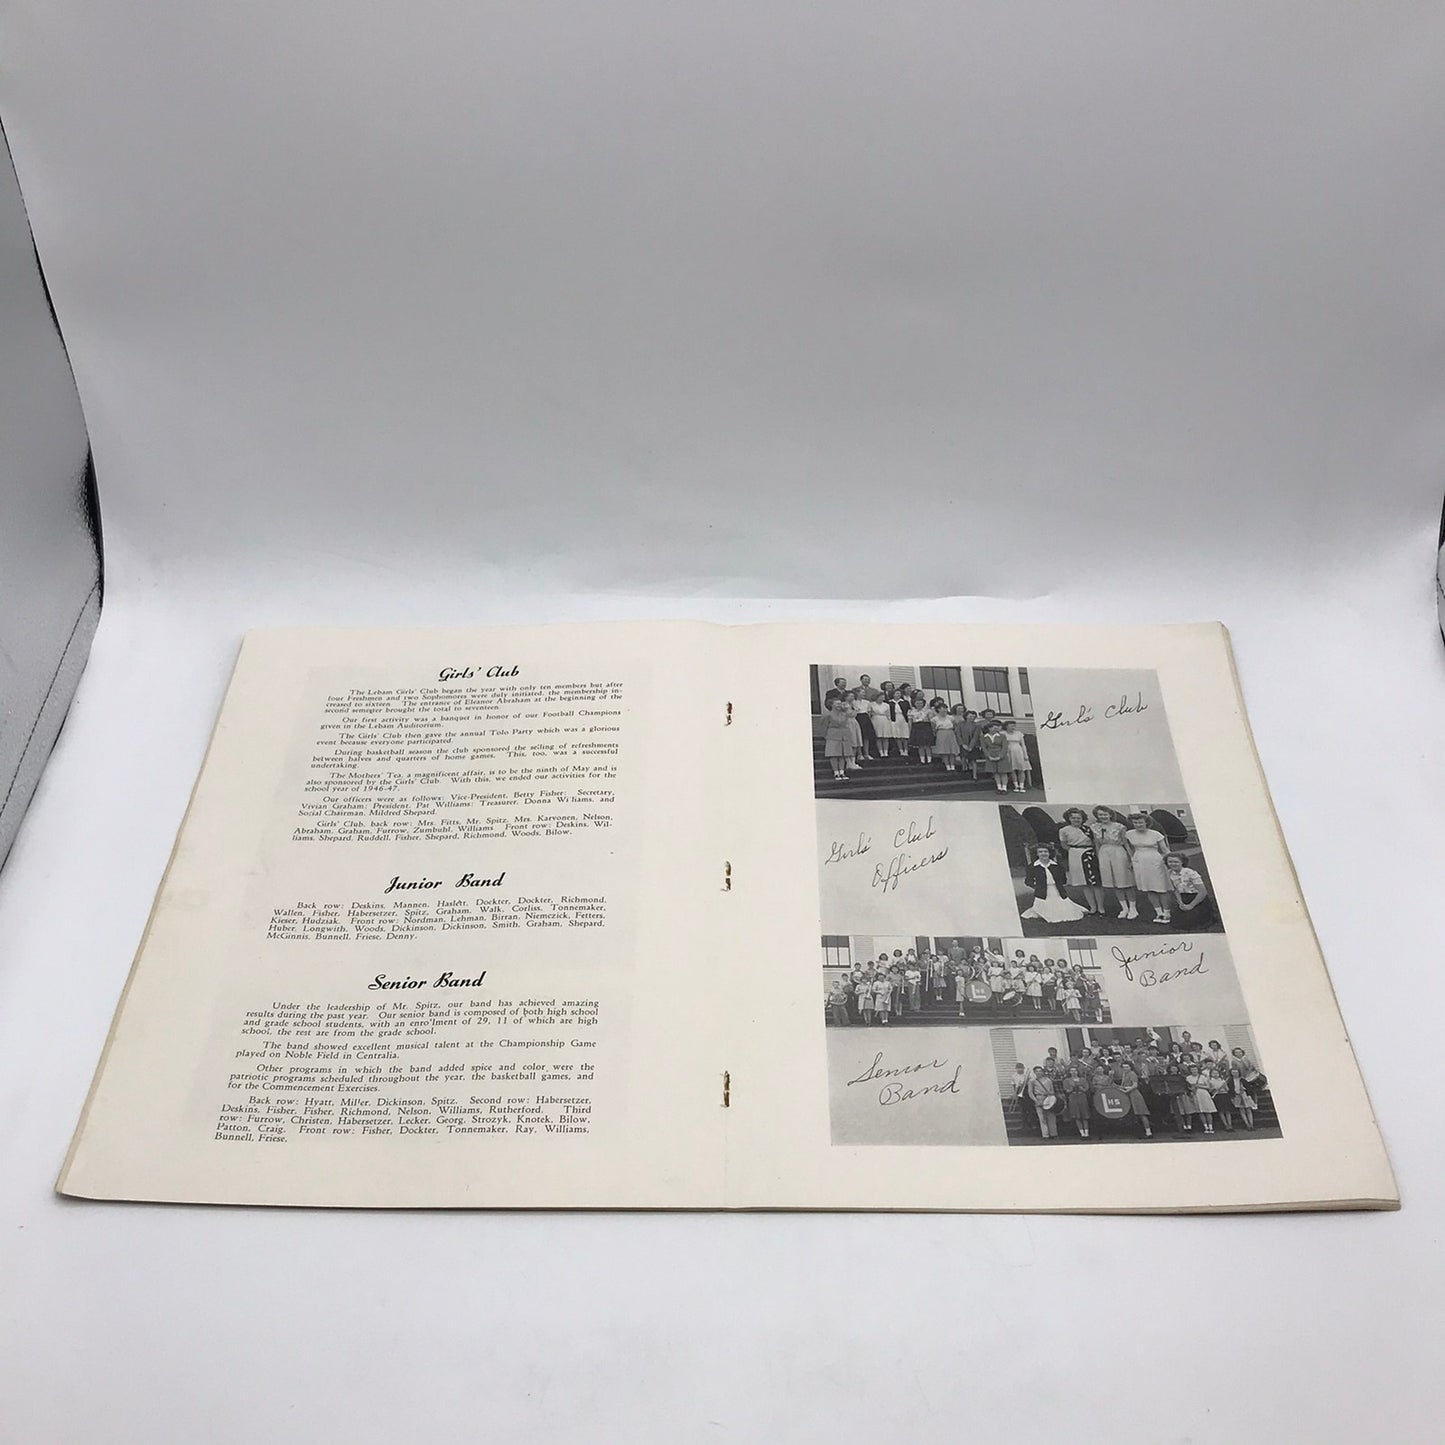 Girls' Club
The Lebam Girls' Club began the year with only ten members but after
four Freshmen and two Sophomores were duly initiated, the membership in-
creased to sixteen. The entrance of Eleanor Abraham at the beginning of the
second semester brought the total to seventeen.
Our first activity was a banquet in honor of our Football Champions
given in the Lebam Auditorium.
The Girls' Club then gave the annual Tolo Party which was a glorious
event because everyone participated.
During basketball season the club sponsored the selling of refreshments
between halves and quarters of home games. This, too, was a successful
undertaking.
The Mothers' Tea, a magnificent affair, is to be the ninth of May and is
also sponsored by the Girls' Club. With this, we ended our activities for the
school year of 1946-47.
Our officers were as follows: Vice-President, Betty Fisher; Secretary,
Vivian Graham; President, Pat Williams; Treasurer, Donna Williams, and
Social Chairman, Mildred Shepard.
Girls' Club, back row: Mrs. Fitts, Mr. Spitz, Mrs. Karvonen, Nelson,
Abraham, Graham, Furrow, Zumbuhl, Williams Front row: Deskins, Wil-
liams, Shepard, Ruddell, Fisher, Shepard, Richmond, Woods, Bilow.
Junior Band
Back row: Deskins, Mannen, Haslett, Dockter, Dockter, Richmond,
Wallen, Fisher, Habersetzer, Spitz, Graham, Walk, Corliss, Tonnemaker,
Kieser, Hudziak. Front row: Nordman, Lehman, Birran, Niemczick, Fetters,
Huber, Longwith, Woods, Dickinson, Dickinson, Smith, Graham, Shepard,
McGinnis, Bunnell, Friese, Denny.
Senior Band
Under the leadership of Mr. Spitz, our band has achieved amazing
results during the past year. Our senior band is composed of both high school
and grade school students, with an enrollment of 29, 11 of which are high
school, the rest are from the grade school.
The band showed excellent musical talent at the Championship Game
played on Noble Field in Centralia.
Other programs in which the band added spice and color were the
patriotic programs scheduled throughout the year, the basketball games, and
for the Commencement Exercises.
Back row: Hyatt, Miller, Dickinson, Spitz. Second row: Habersetzer,
Deskins, Fisher, Fisher, Richmond, Nelson, Williams, Rutherford. Third
row: Furrow, Christen, Habersetzer, Lecker, Georg, Strozyk, Knotek, Bilow,
Patton, Craig. Front row: Fisher, Dockter, Tonnemaker, Ray, Williams,
Bunnell, Friese.
Girls' Club
Girls' Club
Officers
Junior
Band
Senior
Band
LHS